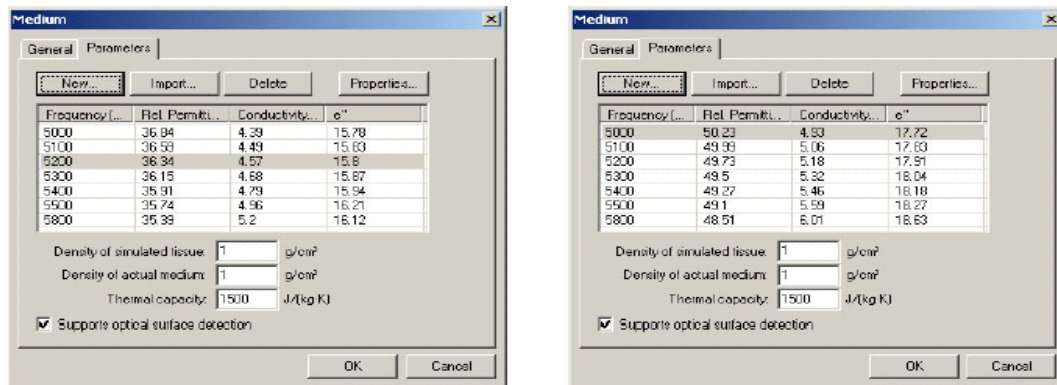 Medium
General Parameters
New... Import... Delete Properties...
Frequency (... Rel. Permitti... Conductivity... e''
5000 36.84 4.39 15.78
5100 36.59 4.49 15.83
5200 36.34 4.57 15.8
5300 36.15 4.68 15.87
5400 35.91 4.79 15.94
5500 35.74 4.96 16.21
5800 35.39 5.2 16.12
Density of simulated tissue: 1 g/cm³
Density of actual medium: 1 g/cm³
Thermal capacity: 1500 J/(kg K)
Supports optical surface detection
OK Cancel
Medium
General Parameters
New... Import... Delete Properties...
Frequency (... Rel. Permitti... Conductivity... e''
5000 50.23 4.93 17.72
5100 49.99 5.06 17.83
5200 49.73 5.18 17.91
5300 49.5 5.32 18.04
5400 49.27 5.46 18.18
5500 49.1 5.59 18.27
5800 48.51 6.01 18.63
Density of simulated tissue: 1 g/cm³
Density of actual medium: 1 g/cm³
Thermal capacity: 1500 J/(kg K)
Supports optical surface detection
OK Cancel